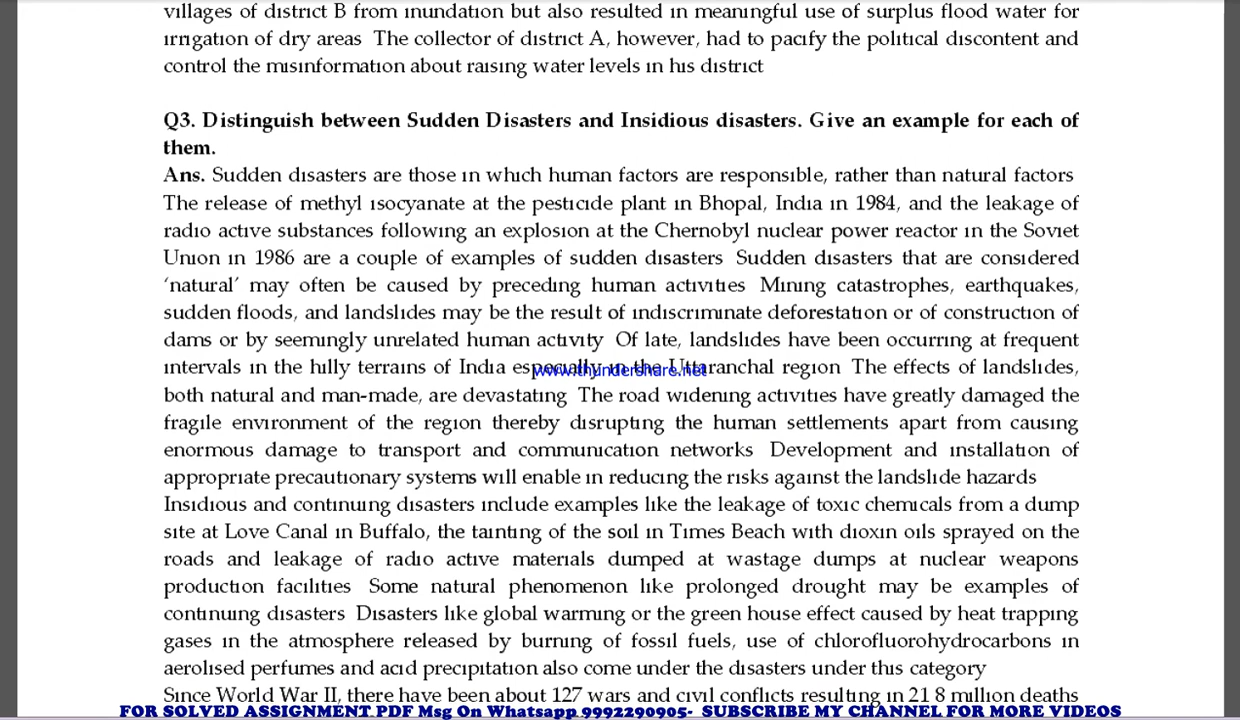 villages of district B from inundation but also resulted in meaningful use of surplus flood water for
irrigation of dry areas The collector of district A, however, had to pacify the political discontent and
control the misinformation about raising water levels in his district
Q3. Distinguish between Sudden Disasters and Insidious disasters. Give an example for each of
them.
Ans. Sudden disasters are those in which human factors are responsible, rather than natural factors
The release of methyl isocyanate at the pesticide plant in Bhopal, India in 1984, and the leakage of
radio active substances following an explosion at the Chernobyl nuclear power reactor in the Soviet
Union in 1986 are a couple of examples of sudden disasters Sudden disasters that are considered
‘natural’ may often be caused by preceding human activities Mining catastrophes, earthquakes,
sudden floods, and landslides may be the result of indiscriminate deforestation or of construction of
dams or by seemingly unrelated human activity Of late, landslides have been occurring at frequent
intervals in the hilly terrains of India especially in the Uttaranchal region The effects of landslides,
www.thundershare.net
both natural and man-made, are devastating The road widening activities have greatly damaged the
fragile environment of the region thereby disrupting the human settlements apart from causing
enormous damage to transport and communication networks Development and installation of
appropriate precautionary systems will enable in reducing the risks against the landslide hazards
Insidious and continuing disasters include examples like the leakage of toxic chemicals from a dump
site at Love Canal in Buffalo, the tainting of the soil in Times Beach with dioxin oils sprayed on the
roads and leakage of radio active materials dumped at wastage dumps at nuclear weapons
production facilities Some natural phenomenon like prolonged drought may be examples of
continuing disasters Disasters like global warming or the green house effect caused by heat trapping
gases in the atmosphere released by burning of fossil fuels, use of chlorofluorohydrocarbons in
aerolised perfumes and acid precipitation also come under the disasters under this category
Since World War II, there have been about 127 wars and civil conflicts resulting in 21 8 million deaths
FOR SOLVED ASSIGNMENT PDF Msg On Whatsapp 9992290905- SUBSCRIBE MY CHANNEL FOR MORE VIDEOS